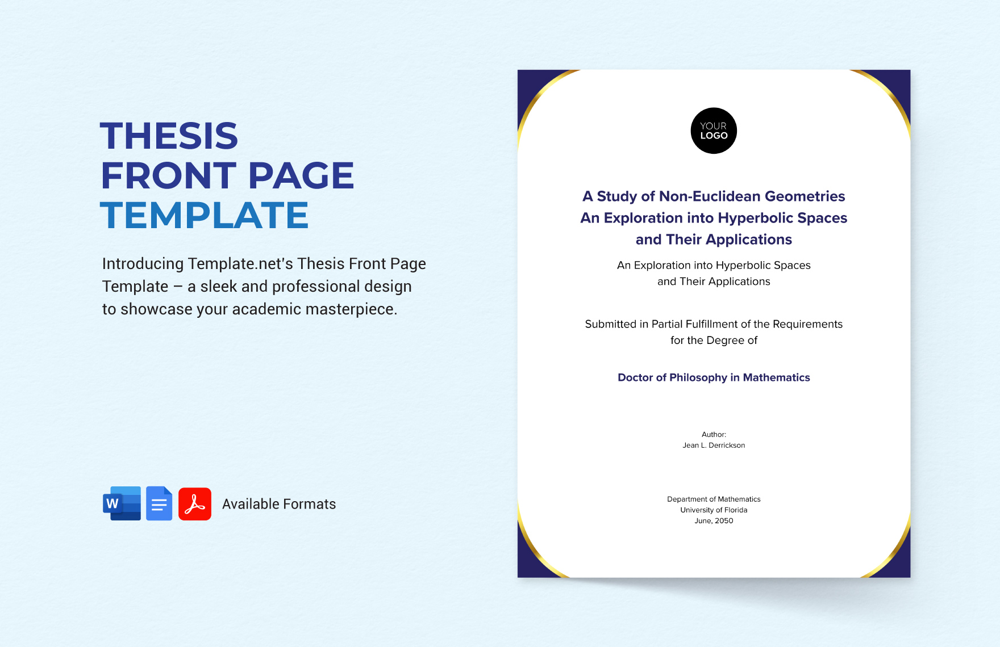 THESIS
FRONT PAGE
TEMPLATE
Introducing Template.net's Thesis Front Page
Template – a sleek and professional design
to showcase your academic masterpiece.
W
Available Formats
YOUR
LOGO
A Study of Non-Euclidean Geometries
An Exploration into Hyperbolic Spaces
and Their Applications
An Exploration into Hyperbolic Spaces
and Their Applications
Submitted in Partial Fulfillment of the Requirements
for the Degree of
Doctor of Philosophy in Mathematics
Author:
Jean L. Derrickson
Department of Mathematics
University of Florida
June, 2050